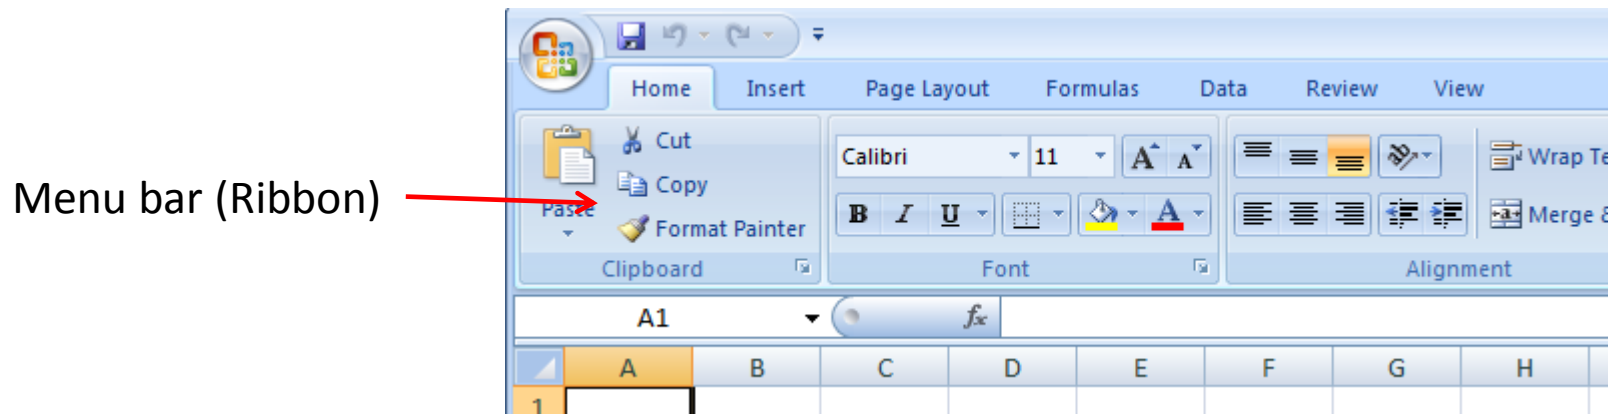 Home Insert Page Layout Formulas Data Review View
Cut
Calibri 11 A A Wrap Te
Copy
Menu bar (Ribbon)
Paste
B I U A a Merge &
Format Painter
Clipboard Font Alignment
A1 fx
A B C D E F G H
1